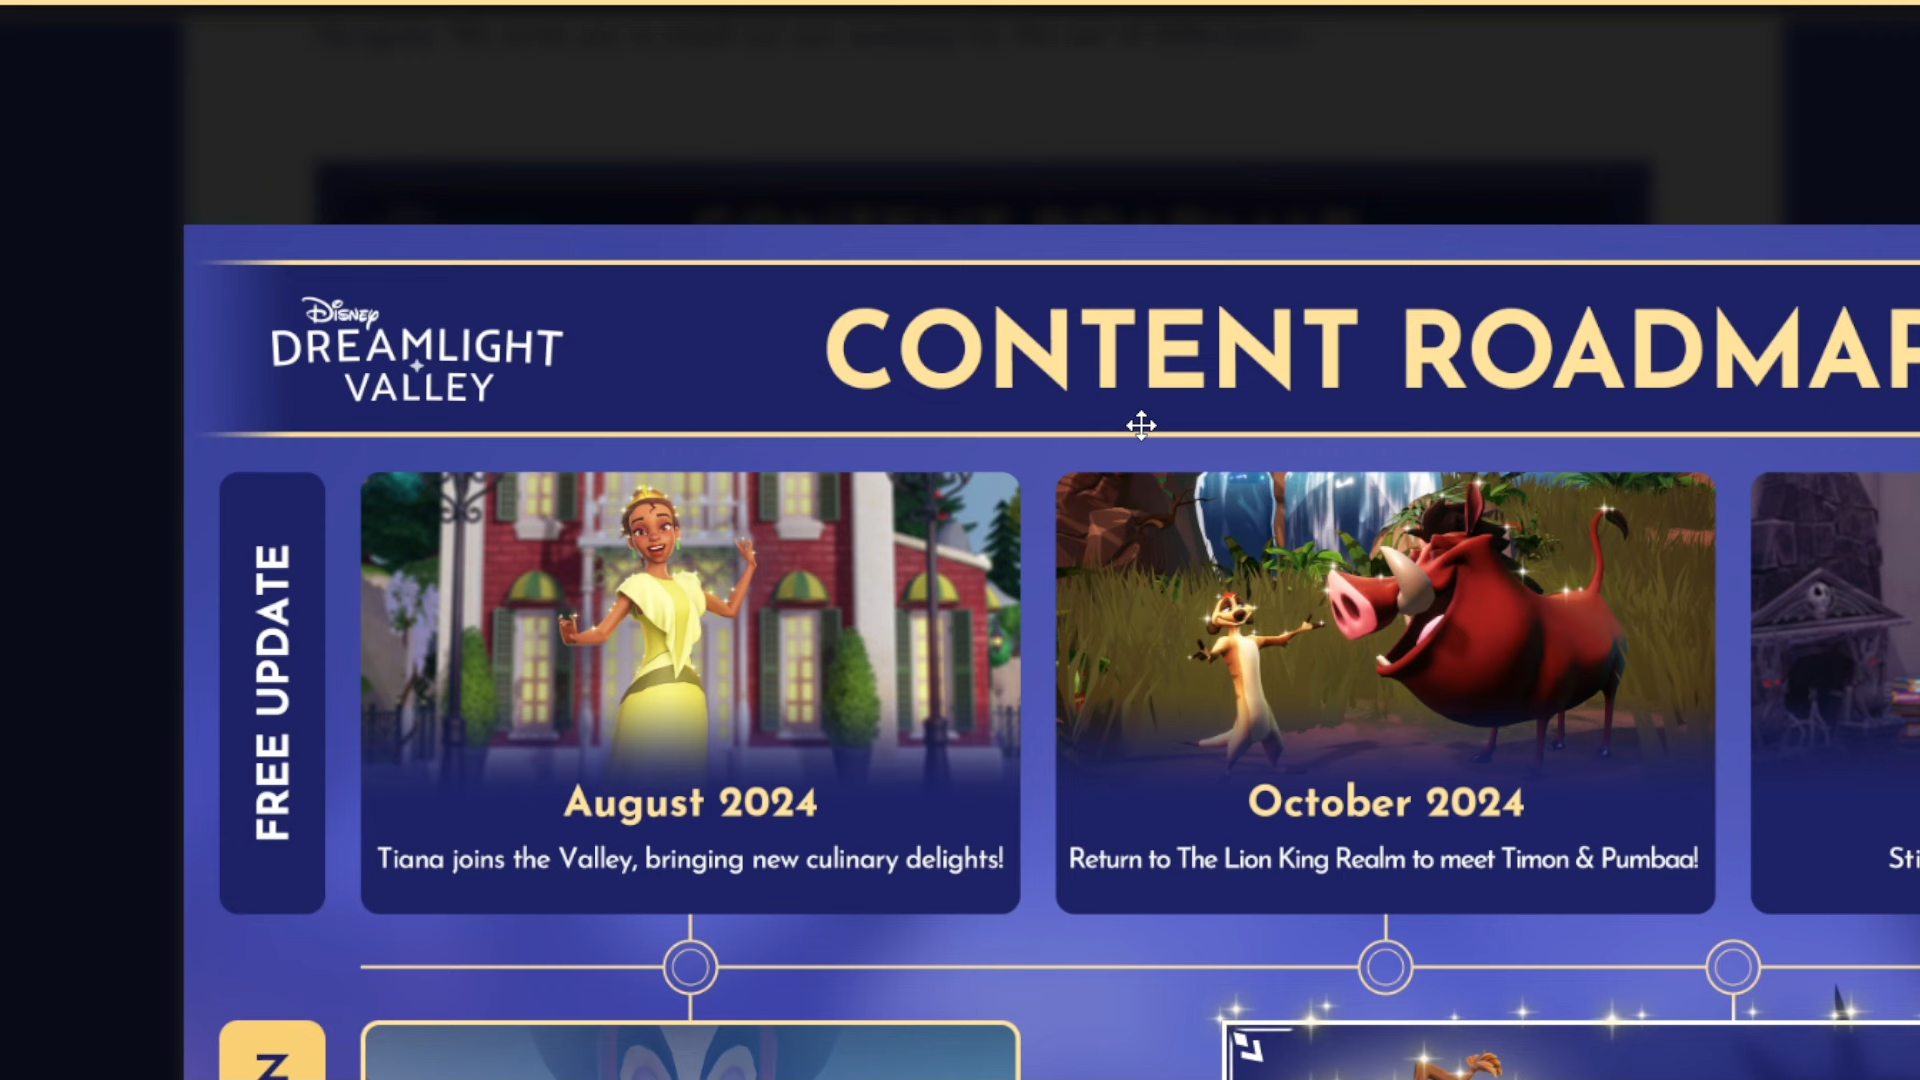 Disney
DREAMLIGHT
VALLEY
CONTENT ROADMAP
FREE UPDATE
August 2024
Tiana joins the Valley, bringing new culinary delights!
October 2024
Return to The Lion King Realm to meet Timon & Pumbaa!
Sti
N